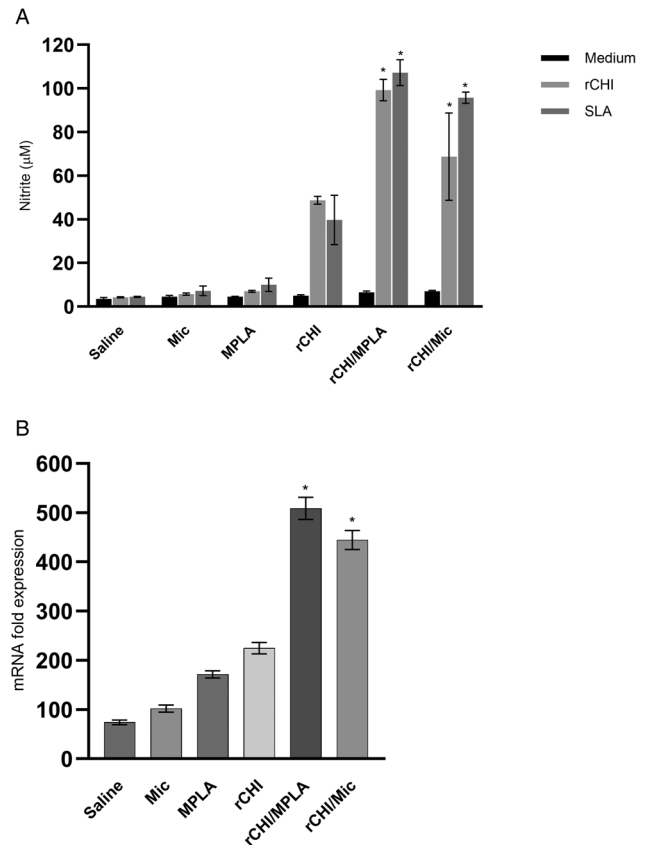 A
Nitrite (μM)
120
100
80
60
40
20
0
* * * *
Medium
rCHI
SLA
Saline Mic MPLA rCHI rCHI/MPLA rCHI/Mic
B
mRNA fold expression
600
500
400
300
200
100
0
* *
Saline Mic MPLA rCHI rCHI/MPLA rCHI/Mic